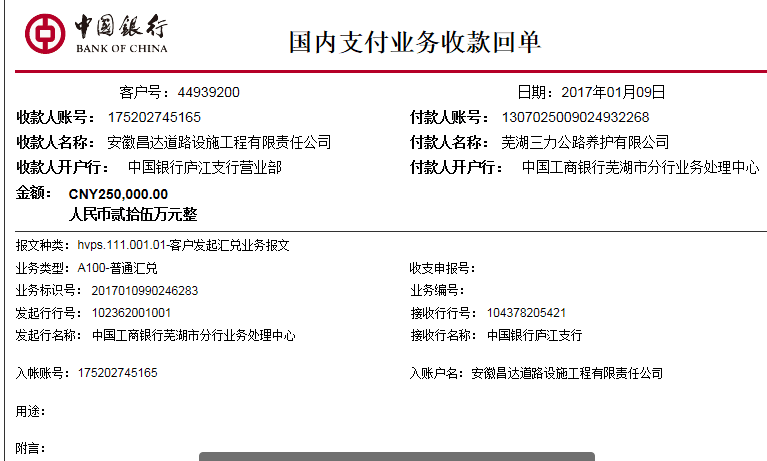 中国银行
BANK OF CHINA
国内支付业务收款回单
客户号：44939200 日期：2017年01月09日
收款人账号： 175202745165 付款人账号： 1307025009024932268
收款人名称： 安徽昌达道路设施工程有限责任公司 付款人名称： 芜湖三力公路养护有限公司
收款人开户行： 中国银行庐江支行营业部 付款人开户行： 中国工商银行芜湖市分行业务处理中心
金额： CNY250,000.00
人民币贰拾伍万元整
报文种类：hvps.111.001.01-客户发起汇兑业务报文
业务类型：A100-普通汇兑 收支申报号：
业务标识号： 2017010990246283 业务编号：
发起行行号： 102362001001 接收行行号： 104378205421
发起行名称： 中国工商银行芜湖市分行业务处理中心 接收行名称： 中国银行庐江支行
入帐账号：175202745165 入账户名：安徽昌达道路设施工程有限责任公司
用途：
附言：